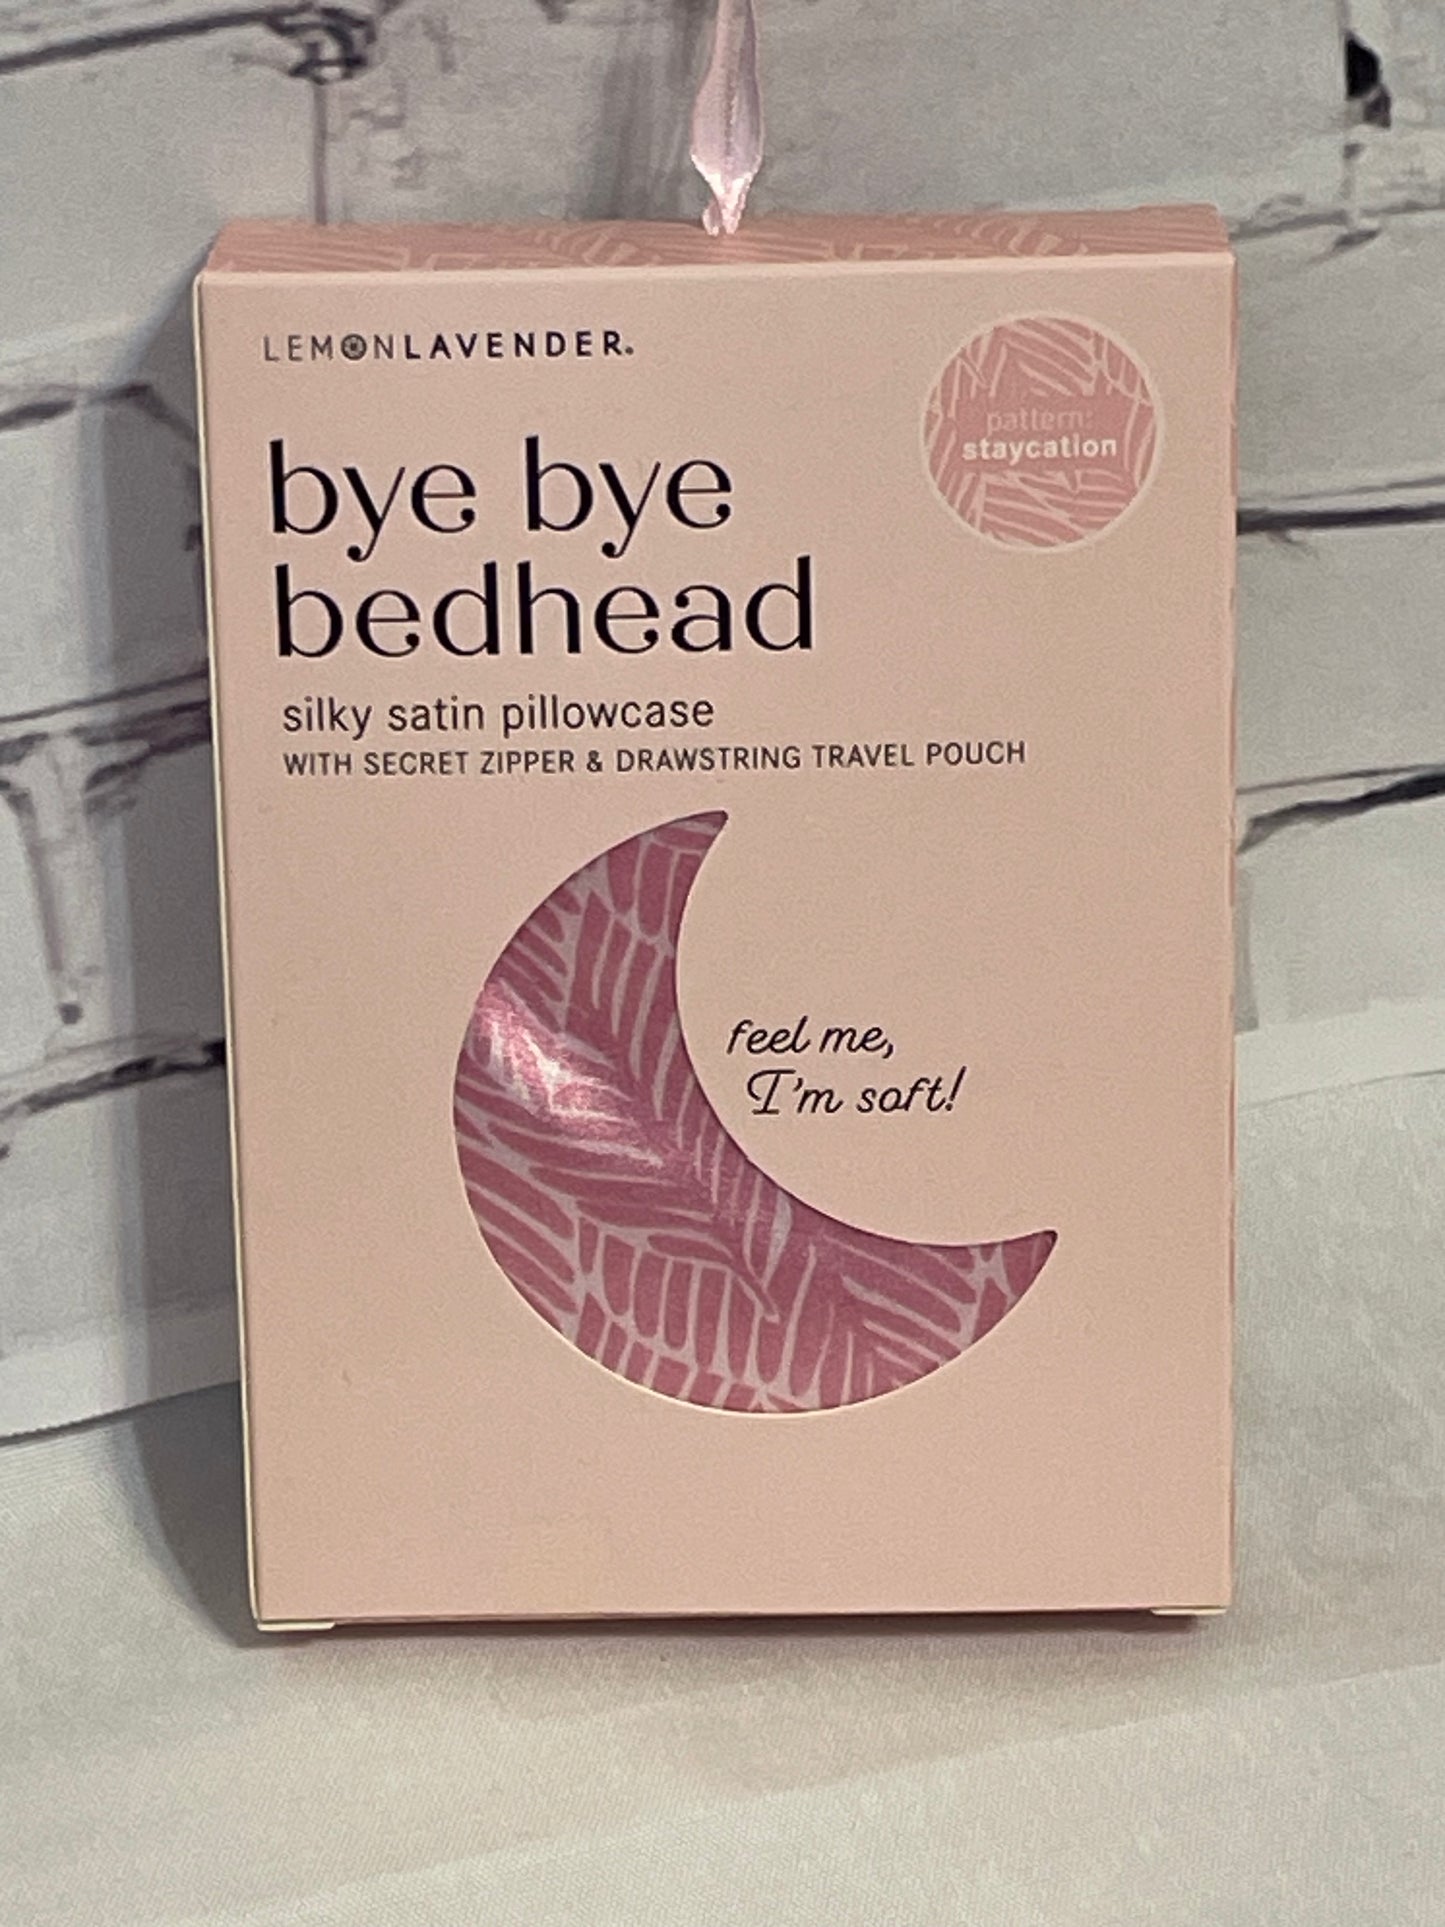 LEMONLAVENDER®
pattern:
staycation
bye bye
bedhead
silky satin pillowcase
WITH SECRET ZIPPER & DRAWSTRING TRAVEL POUCH
feel me,
I'm soft!